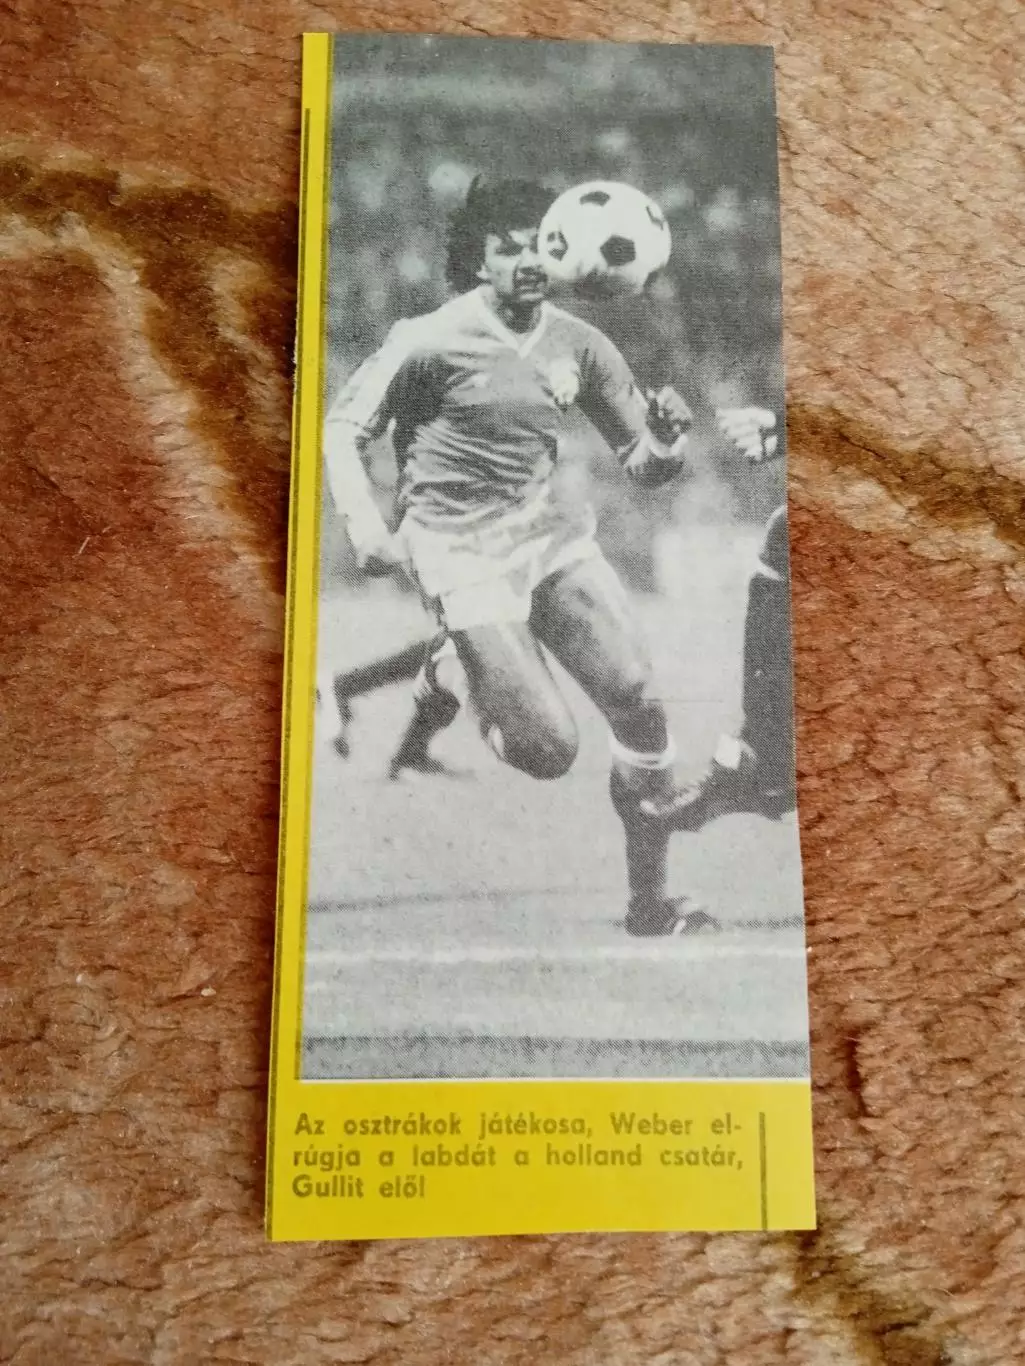 Az osztrákok játékosa, Weber el-
rúgja a labdát a holland csatár,
Gullit elől